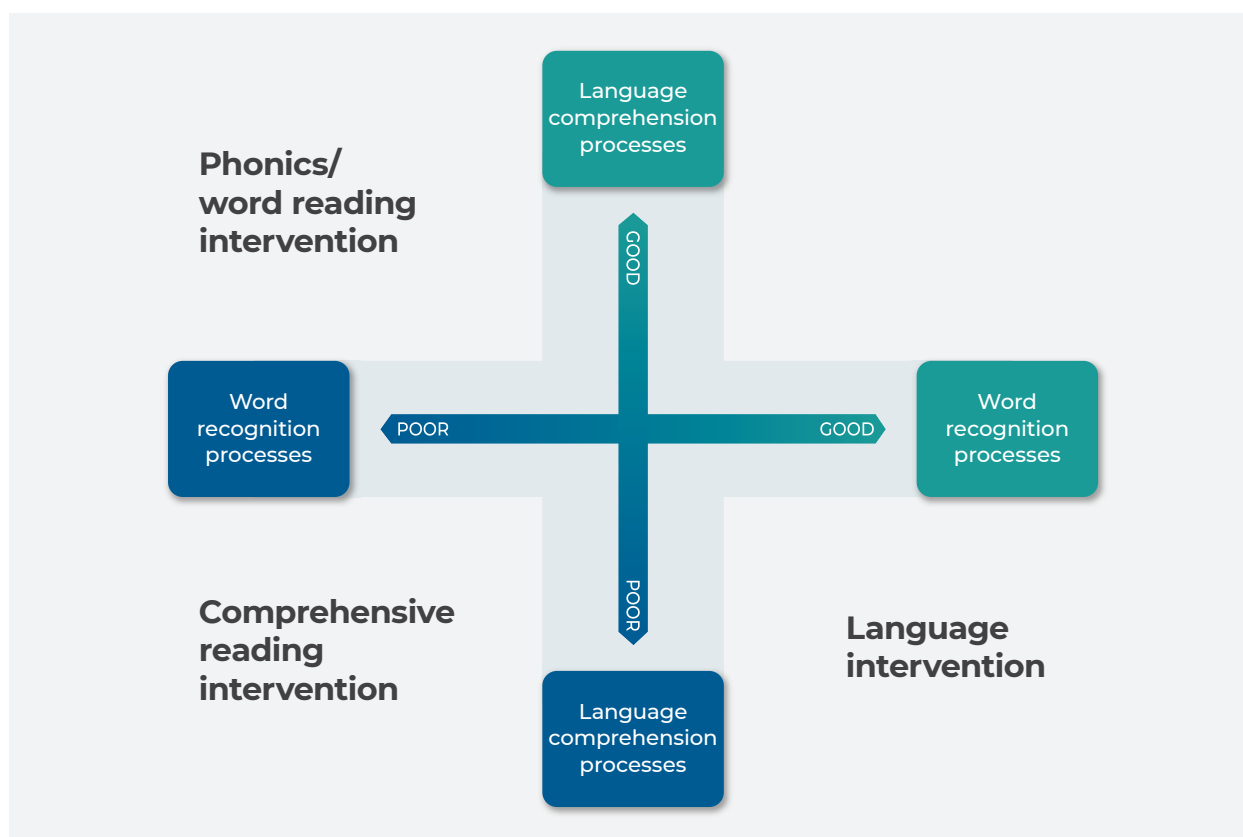 Language
comprehension
processes
Phonics/
word reading
intervention
GOOD
Word
recognition
processes
POOR
GOOD
Word
recognition
processes
POOR
Comprehensive
reading
intervention
Language
intervention
Language
comprehension
processes